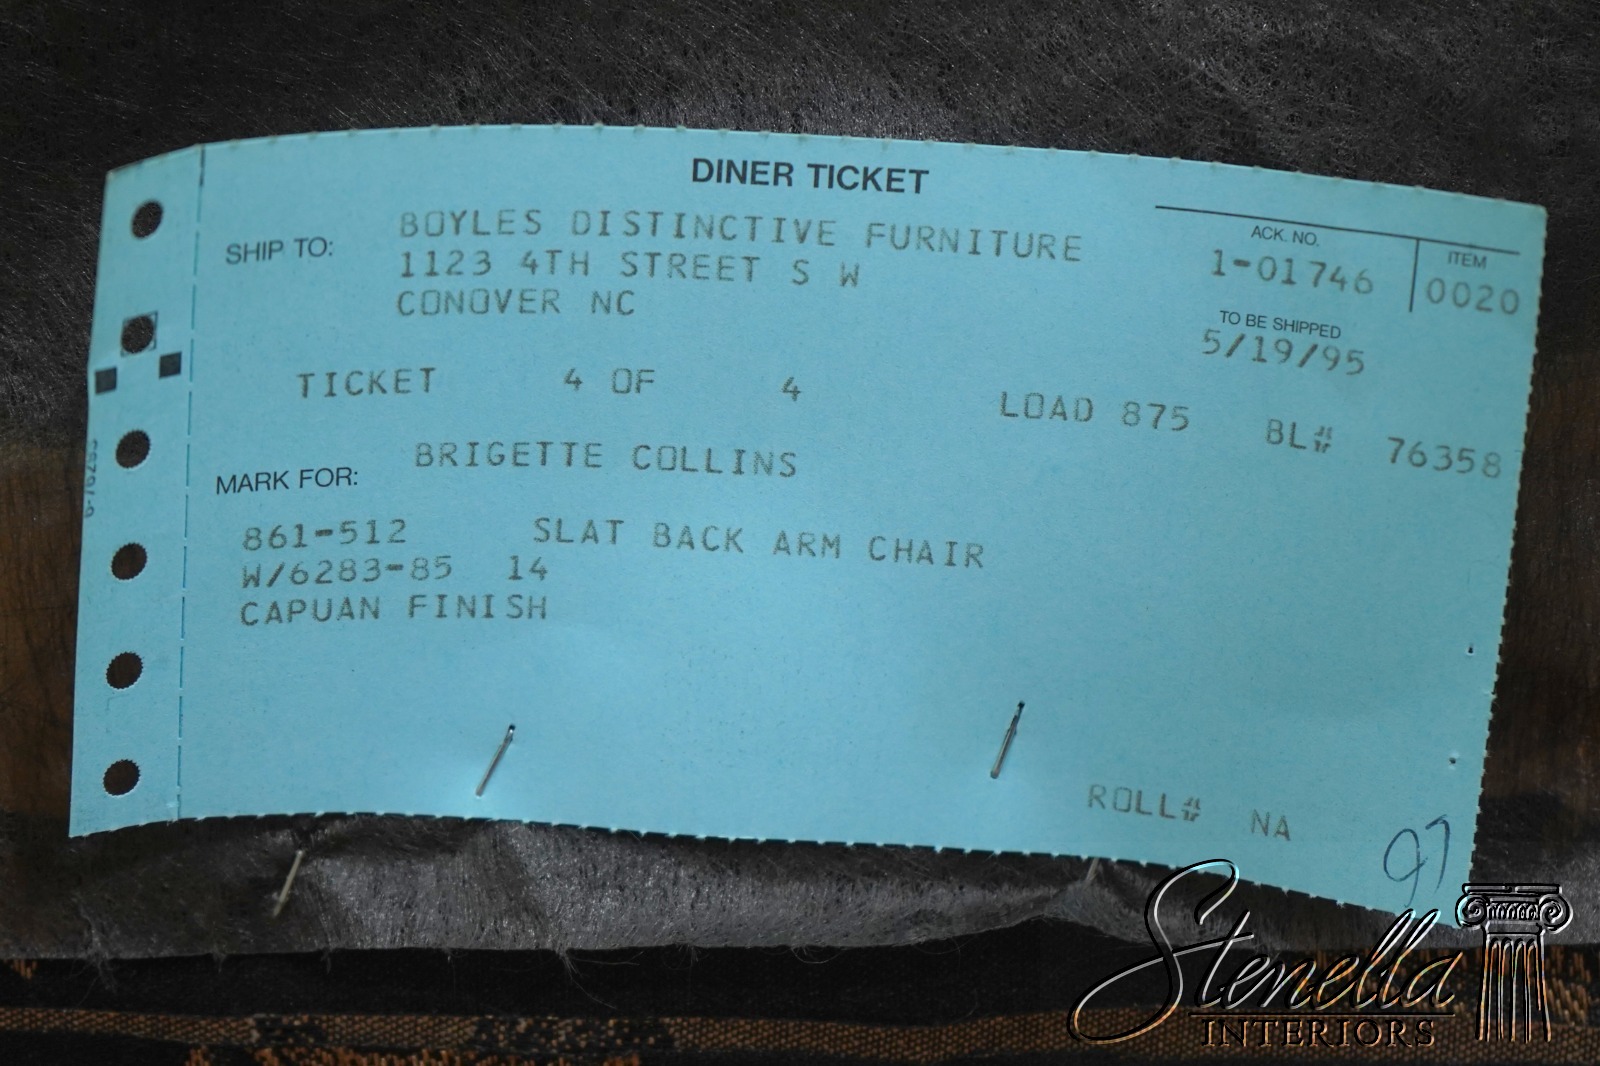 DINER TICKET
SHIP TO:
BOYLES DISTINCTIVE FURNITURE
1123 4TH STREET S W
CONOVER NC
ACK. NO.
1-01746
ITEM
0020
TO BE SHIPPED
5/19/95
TICKET 4 OF 4
LOAD 875 BL# 76358
MARK FOR:
BRIGETTE COLLINS
861-512 SLAT BACK ARM CHAIR
W/6283-85 14
CAPUAN FINISH
ROLL# NA
97
Stenella
INTERIORS